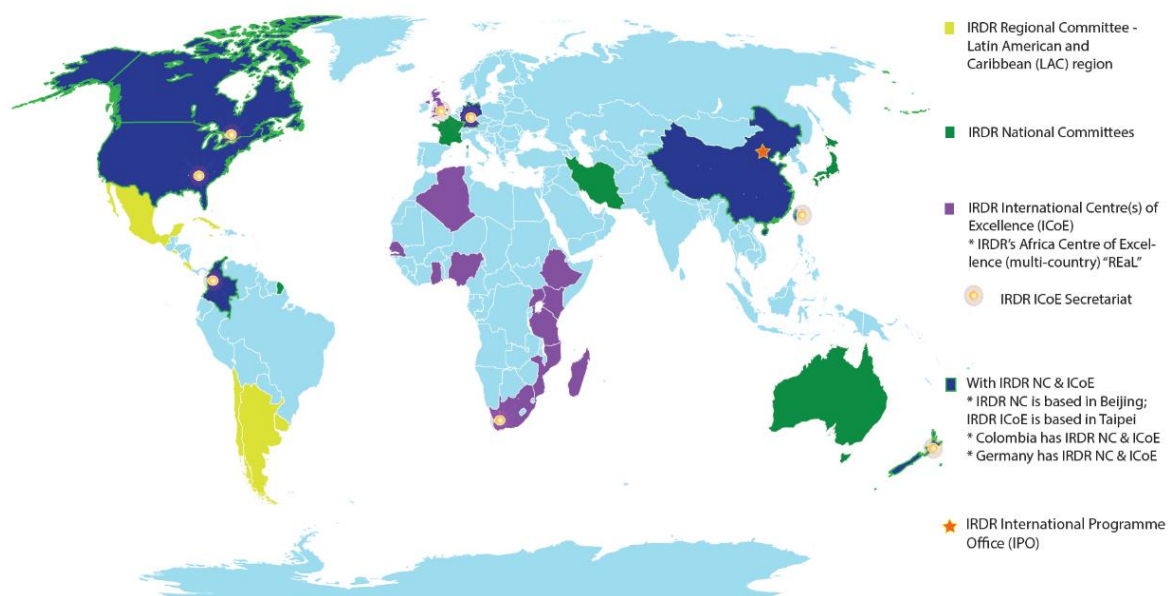 IRDR Regional Committee -
Latin American and
Caribbean (LAC) region
IRDR National Committees
IRDR International Centre(s) of
Excellence (ICoE)
* IRDR's Africa Centre of Excel-
lence (multi-country) "REaL"
IRDR ICoE Secretariat
With IRDR NC & ICoE
* IRDR NC is based in Beijing;
IRDR ICoE is based in Taipei
* Colombia has IRDR NC & ICoE
* Germany has IRDR NC & ICoE
IRDR International Programme
Office (IPO)